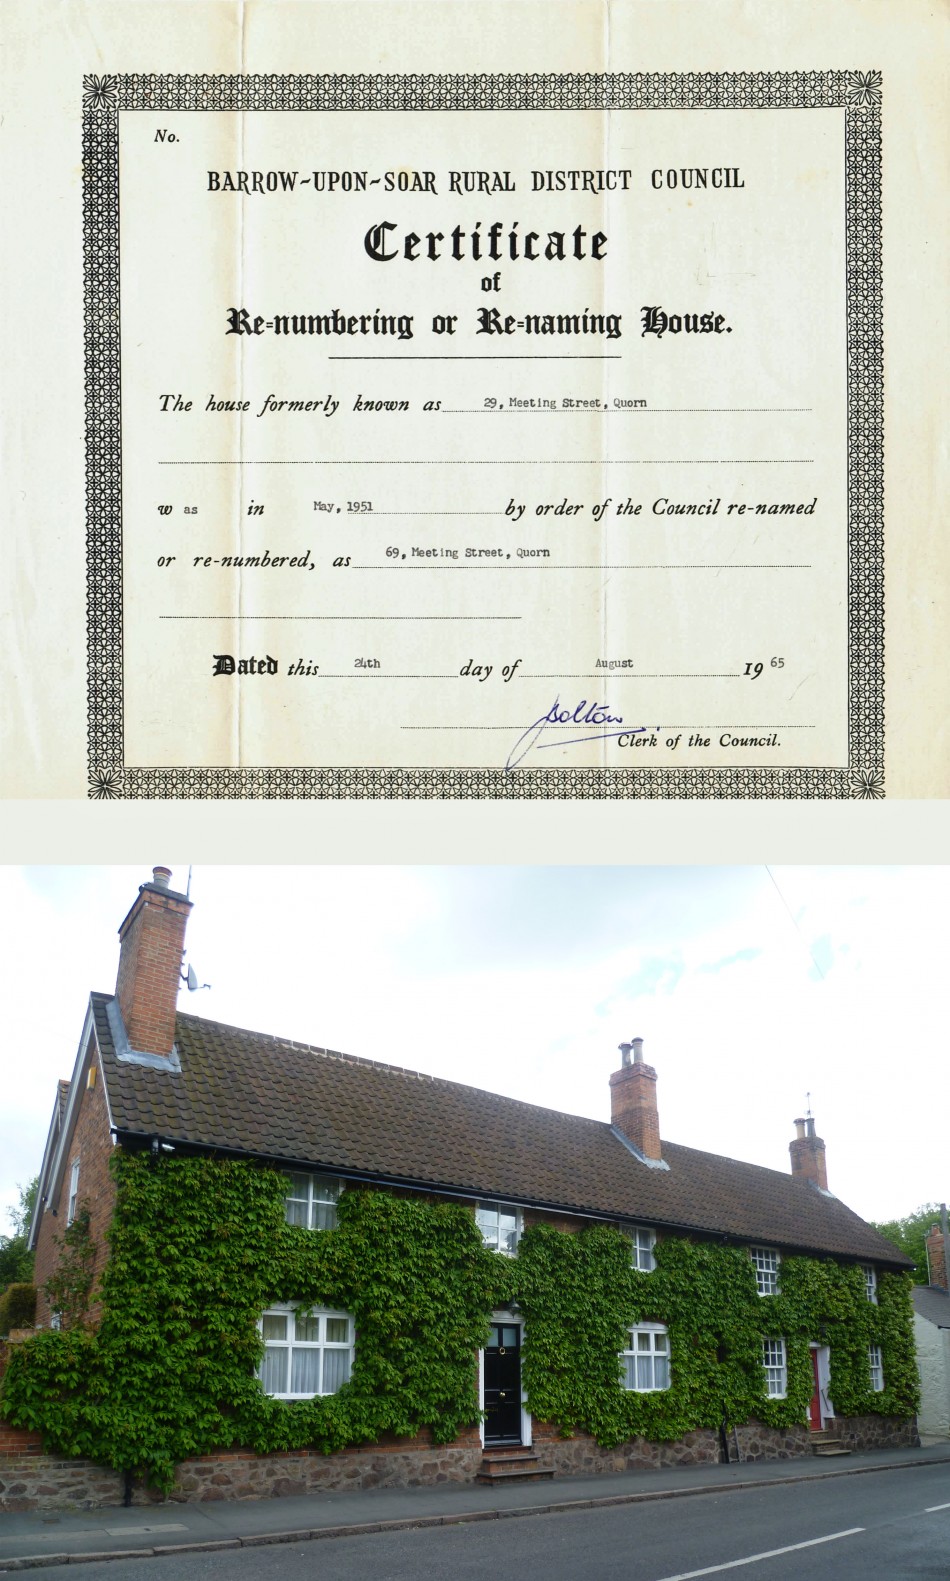 No.
BARROW-UPON-SOAR RURAL DISTRICT COUNCIL
Certificate
of
Re-numbering or Re-naming House.
The house formerly known as 29, Meeting Street, Quorn
was in May, 1951 by order of the Council re-named
or re-numbered, as 69, Meeting Street, Quorn
Dated this 24th day of August 1965
Bolton
Clerk of the Council.